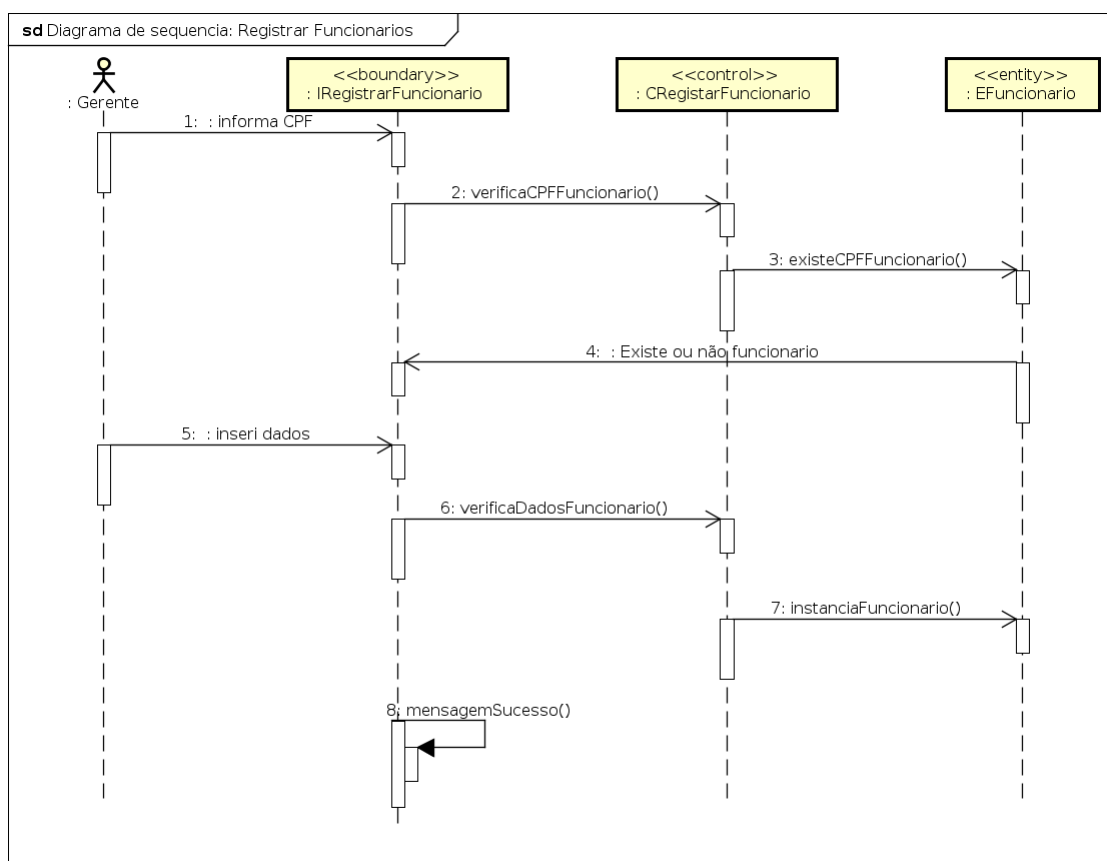 sd Diagrama de sequencia: Registrar Funcionarios
: Gerente
<<boundary>>
: IRegistrarFuncionario
<<control>>
: CRegistarFuncionario
<<entity>>
: EFuncionario
1:  : informa CPF
2: verificaCPFFuncionario()
3: existeCPFFuncionario()
4:  : Existe ou não funcionario
5:  : inseri dados
6: verificaDadosFuncionario()
7: instanciaFuncionario()
8: mensagemSucesso()